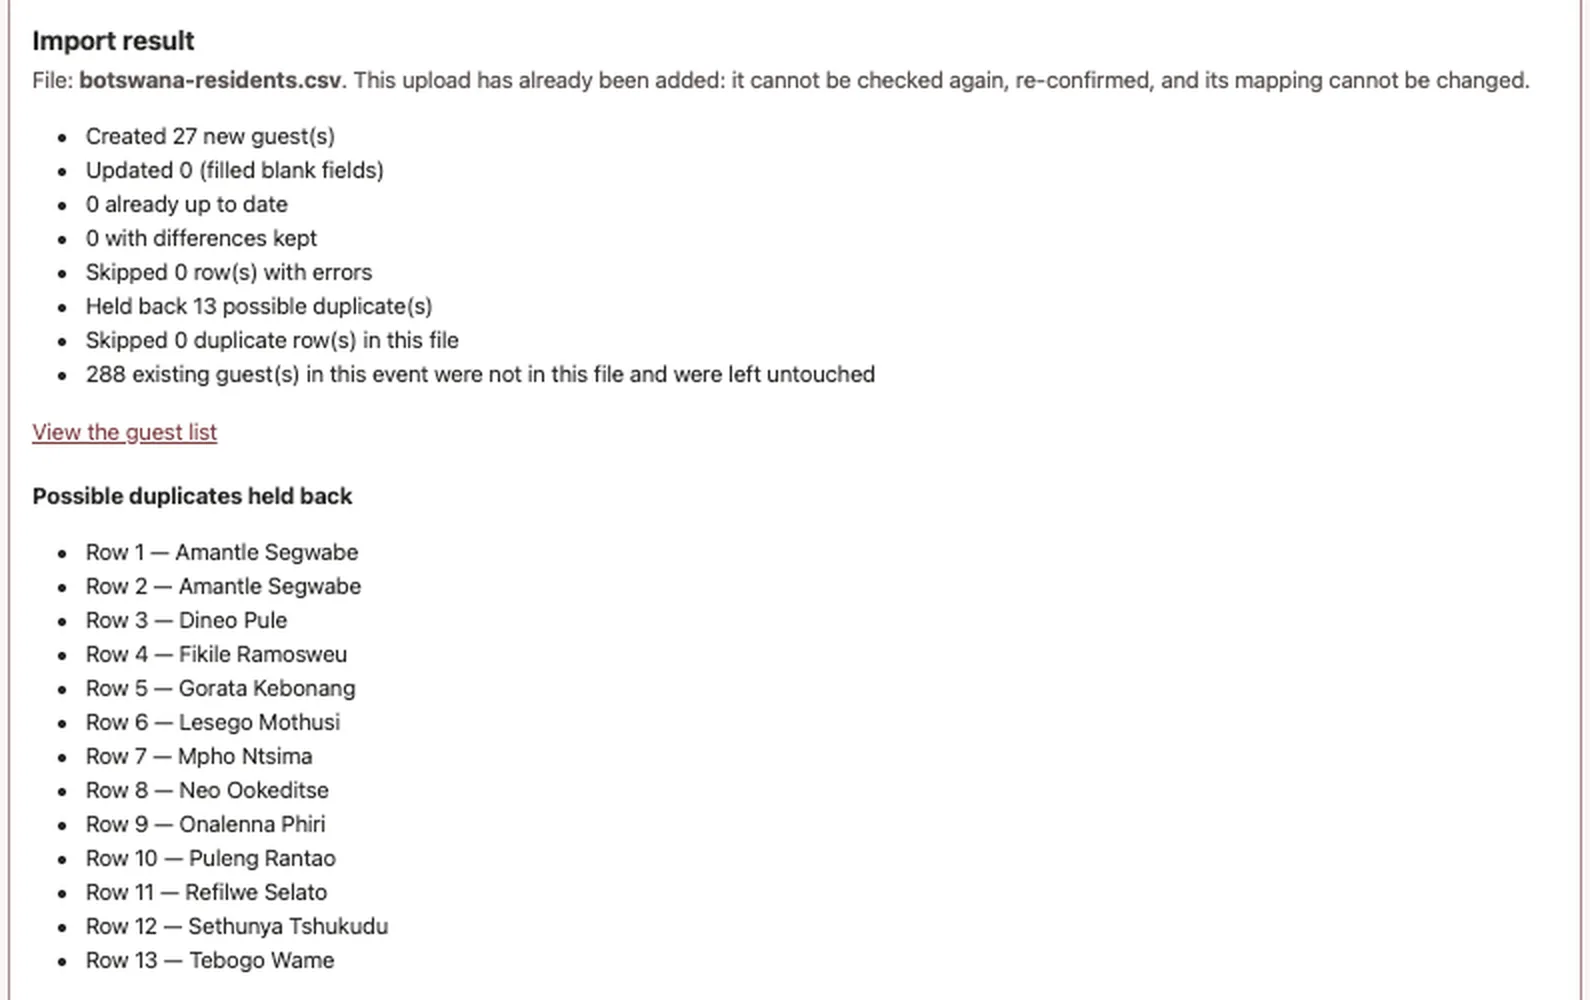 Import result
File: botswana-residents.csv. This upload has already been added: it cannot be checked again, re-confirmed, and its mapping cannot be changed.
• Created 27 new guest(s)
• Updated 0 (filled blank fields)
• 0 already up to date
• 0 with differences kept
• Skipped 0 row(s) with errors
• Held back 13 possible duplicate(s)
• Skipped 0 duplicate row(s) in this file
• 288 existing guest(s) in this event were not in this file and were left untouched
View the guest list
Possible duplicates held back
• Row 1 — Amantle Segwabe
• Row 2 — Amantle Segwabe
• Row 3 — Dineo Pule
• Row 4 — Fikile Ramosweu
• Row 5 — Gorata Kebonang
• Row 6 — Lesego Mothusi
• Row 7 — Mpho Ntsima
• Row 8 — Neo Ookeditse
• Row 9 — Onalenna Phiri
• Row 10 — Puleng Rantao
• Row 11 — Refilwe Selato
• Row 12 — Sethunya Tshukudu
• Row 13 — Tebogo Wame